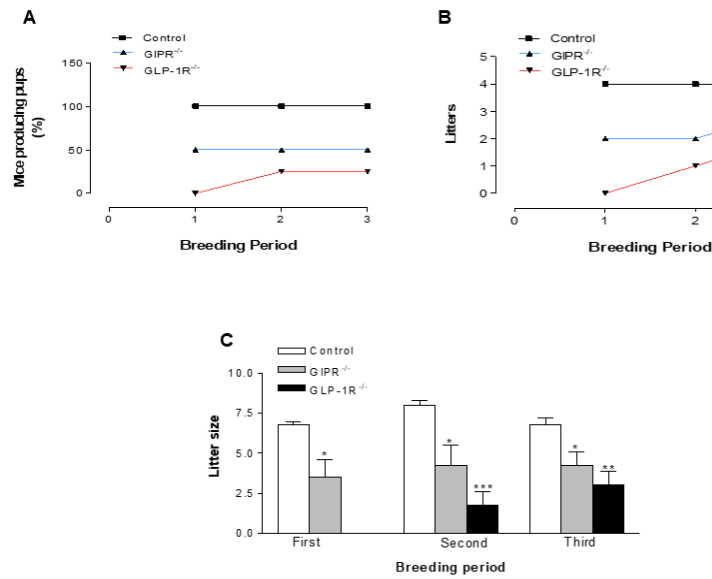 A
Control
GIPR-/-
GLP-1R-/-
150
100
50
0
Mice producing pups
(%)
0 1 2 3
Breeding Period
B
Control
GIPR-/-
GLP-1R-/-
5
4
3
2
1
0
Litters
0 1 2
Breeding Period
C
Control
GIPR-/-
GLP-1R-/-
10.0
7.5
5.0
2.5
0.0
Litter size
*
*
***
*
**
First Second Third
Breeding period